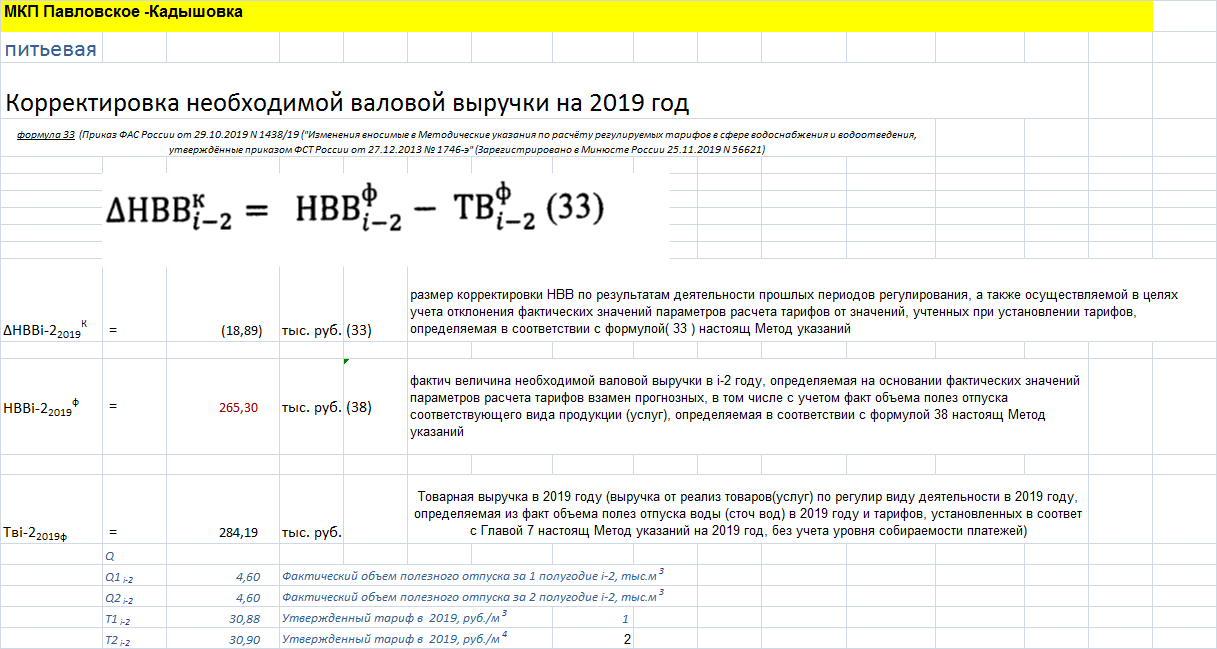 МКП Павловское -Кадышовка
питьевая
Корректировка необходимой валовой выручки на 2019 год
формула 33 (Приказ ФАС России от 29.10.2019 N 1438/19 ("Изменения вносимые в Методические указания по расчёту регулируемых тарифов в сфере водоснабжения и водоотведения,
утверждённые приказом ФСТ России от 27.12.2013 № 1746-э" (Зарегистрировано в Минюсте России 25.11.2019 N 56621)
ΔНВВ^к_{i−2} = НВВ^ф_{i−2} − ТВ^ф_{i−2} (33)
размер корректировки НВВ по результатам деятельности прошлых периодов регулирования, а также осуществляемой в целях
учета отклонения фактических значений параметров расчета тарифов от значений, учтенных при установлении тарифов,
определяемая в соответствии с формулой( 33 ) настоящ Метод указаний
ΔНВВi-2 2019 К = (18,89) тыс. руб. (33)
фактич величина необходимой валовой выручки в i-2 году, определяемая на основании фактических значений
параметров расчета тарифов взамен прогнозных, в том числе с учетом факт объема полез отпуска
соответствующего вида продукции (услуг), определяемая в соответствии с формулой 38 настоящ Метод
указаний
НВВi-2 2019 ф = 265,30 тыс. руб. (38)
Товарная выручка в 2019 году (выручка от реализ товаров(услуг) по регулир виду деятельности в 2019 году,
определяемая из факт объема полез отпуска воды (сточ вод) в 2019 году и тарифов, установленных в соответ
с Главой 7 настоящ Метод указаний на 2019 год, без учета уровня собираемости платежей)
Твi-2 2019ф = 284,19 тыс. руб.
Q
Q1 i-2 4,60 Фактический объем полезного отпуска за 1 полугодие i-2, тыс.м 3
Q2 i-2 4,60 Фактический объем полезного отпуска за 2 полугодие i-2, тыс.м 3
Т1 i-2 30,88 Утвержденный тариф в 2019, руб./м 3 1
Т2 i-2 30,90 Утвержденный тариф в 2019, руб./м 4 2